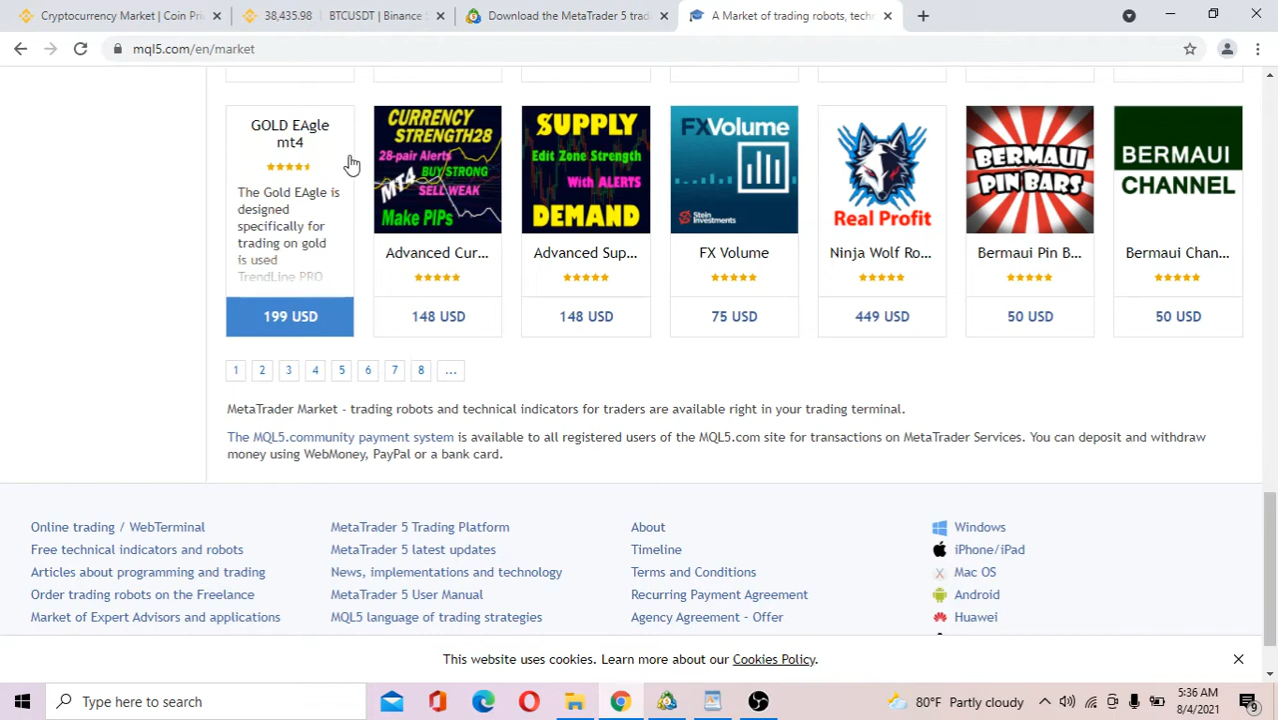 Cryptocurrency Market | Coin Pri
38,435.98 | BTCUSDT | Binance S
Download the MetaTrader 5 trad
A Market of trading robots, techn
mql5.com/en/market
GOLD EAgle
mt4
The Gold EAgle is
designed
specifically for
trading on gold
is used
TrendLine PRO
199 USD
CURRENCY
STRENGTH28
28-pair Alerts
BUY STRONG
MT4
SELL WEAK
Make PIPs
Advanced Cur...
148 USD
SUPPLY
Edit Zone Strength
With ALERTS
DEMAND
Advanced Sup...
148 USD
FXVolume
Stein
Investments
FX Volume
75 USD
Real Profit
Ninja Wolf Ro...
449 USD
BERMAUI
PIN BARS
Bermaui Pin B...
50 USD
BERMAUI
CHANNEL
Bermaui Chan...
50 USD
1 2 3 4 5 6 7 8 ...
MetaTrader Market - trading robots and technical indicators for traders are available right in your trading terminal.
The MQL5.community payment system is available to all registered users of the MQL5.com site for transactions on MetaTrader Services. You can deposit and withdraw
money using WebMoney, PayPal or a bank card.
Online trading / WebTerminal
Free technical indicators and robots
Articles about programming and trading
Order trading robots on the Freelance
Market of Expert Advisors and applications
MetaTrader 5 Trading Platform
MetaTrader 5 latest updates
News, implementations and technology
MetaTrader 5 User Manual
MQL5 language of trading strategies
About
Timeline
Terms and Conditions
Recurring Payment Agreement
Agency Agreement - Offer
Windows
iPhone/iPad
Mac OS
Android
Huawei
This website uses cookies. Learn more about our Cookies Policy.
Type here to search
80°F Partly cloudy
5:36 AM
8/4/2021
9